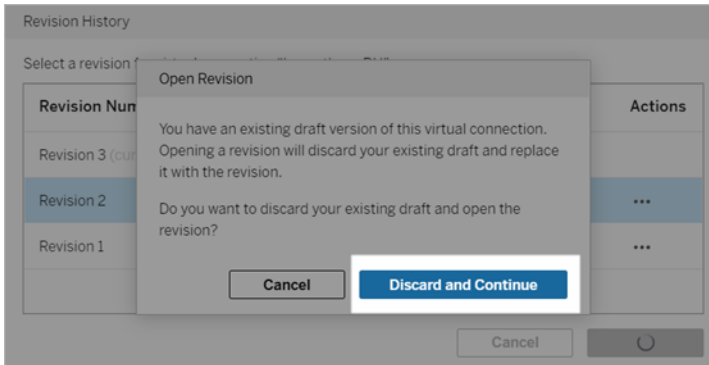 Revision History
Select a revision
Open Revision
Revision Num
Actions
You have an existing draft version of this virtual connection.
Opening a revision will discard your existing draft and replace
it with the revision.
Revision 3 (cur
Revision 2
•••
Do you want to discard your existing draft and open the
revision?
Revision 1
•••
Cancel
Discard and Continue
Cancel